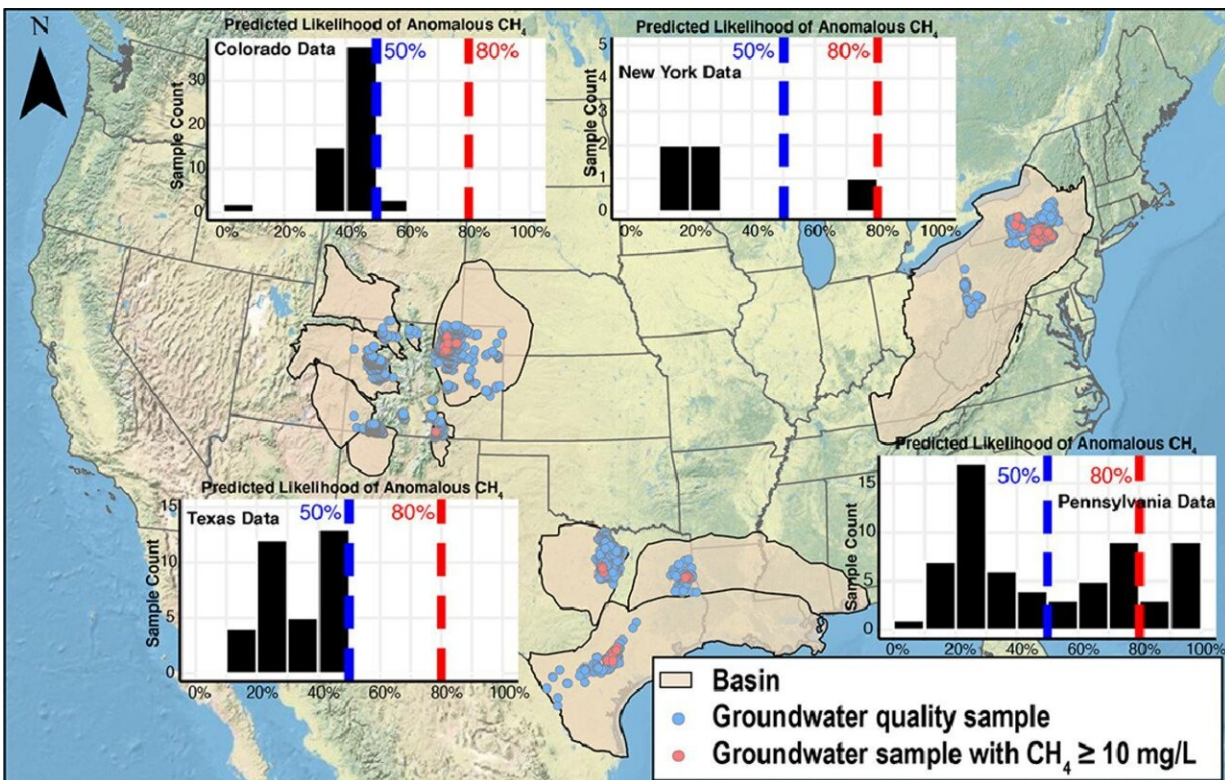 N
Predicted Likelihood of Anomalous CH₄
Colorado Data
50%
80%
Sample Count
30
20
10
0
0% 20% 40% 60% 80% 100%
Predicted Likelihood of Anomalous CH₄
50%
80%
New York Data
Sample Count
5
4
3
2
1
0
0% 20% 40% 60% 80% 100%
Predicted Likelihood of Anomalous CH₄
Texas Data
50%
80%
Sample Count
15
10
5
0
0% 20% 40% 60% 80% 100%
Predicted Likelihood of Anomalous CH₄
50%
80%
Pennsylvania Data
Sample Count
15
10
5
0
0% 20% 40% 60% 80% 100%
Basin
Groundwater quality sample
Groundwater sample with CH₄ ≥ 10 mg/L